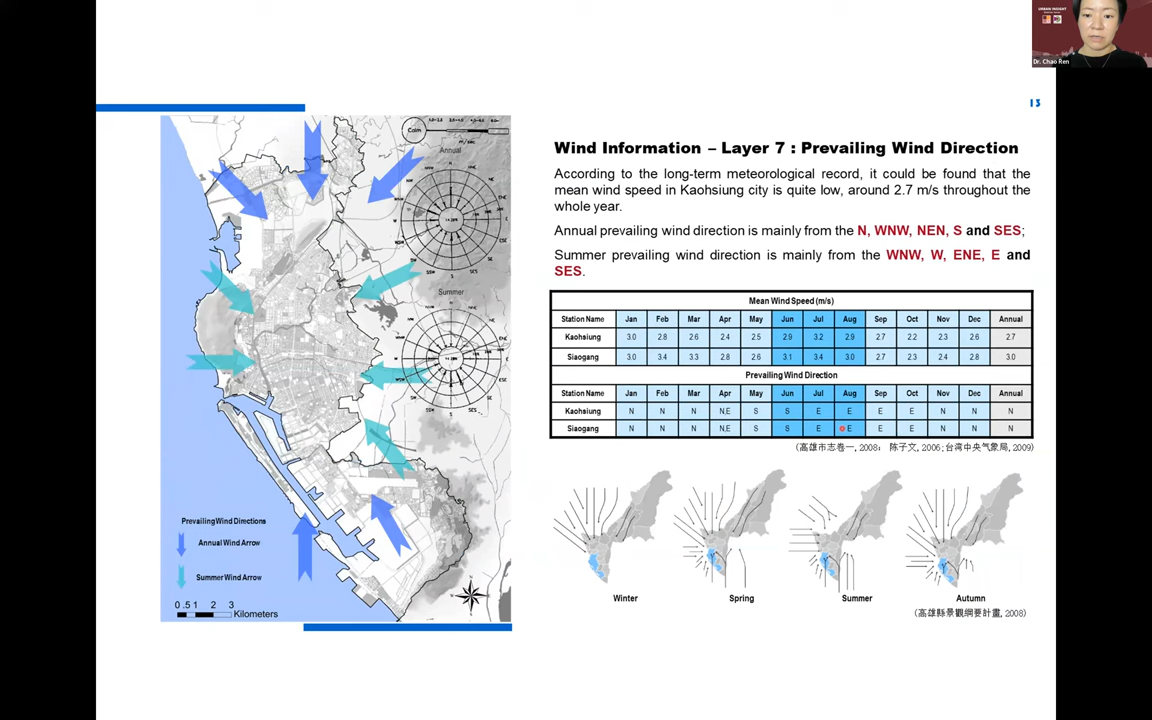 URBAN INSIGHT
Dr. Chao Ren
13
Wind Information – Layer 7 : Prevailing Wind Direction
According to the long-term meteorological record, it could be found that the
mean wind speed in Kaohsiung city is quite low, around 2.7 m/s throughout the
whole year.
Annual prevailing wind direction is mainly from the N, WNW, NEN, S and SES;
Summer prevailing wind direction is mainly from the WNW, W, ENE, E and
SES.
Mean Wind Speed (m/s)
Station Name Jan Feb Mar Apr May Jun Jul Aug Sep Oct Nov Dec Annual
Kaohsiung 3.0 2.8 2.6 2.4 2.5 2.9 3.2 2.9 2.7 2.2 2.3 2.6 2.7
Siaogang 3.0 3.4 3.3 2.8 2.6 3.1 3.4 3.0 2.7 2.3 2.4 2.8 3.0
Prevailing Wind Direction
Station Name Jan Feb Mar Apr May Jun Jul Aug Sep Oct Nov Dec Annual
Kaohsiung N N N N,E S S E E E E N N N
Siaogang N N N N,E S S E E E E N N N
(高雄市志卷一, 2008; 陈子文, 2006;台湾中央气象局, 2009)
Winter Spring Summer Autumn
(高雄縣景觀綱要計畫, 2008)
Calm
Annual
Summer
Prevailing Wind Directions
Annual Wind Arrow
Summer Wind Arrow
0 .5 1 2 3
Kilometers